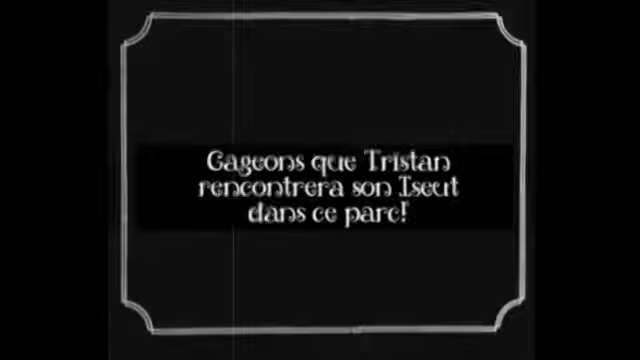 Gageons que Tristan
rencontrera son Iseut
dans ce parc!